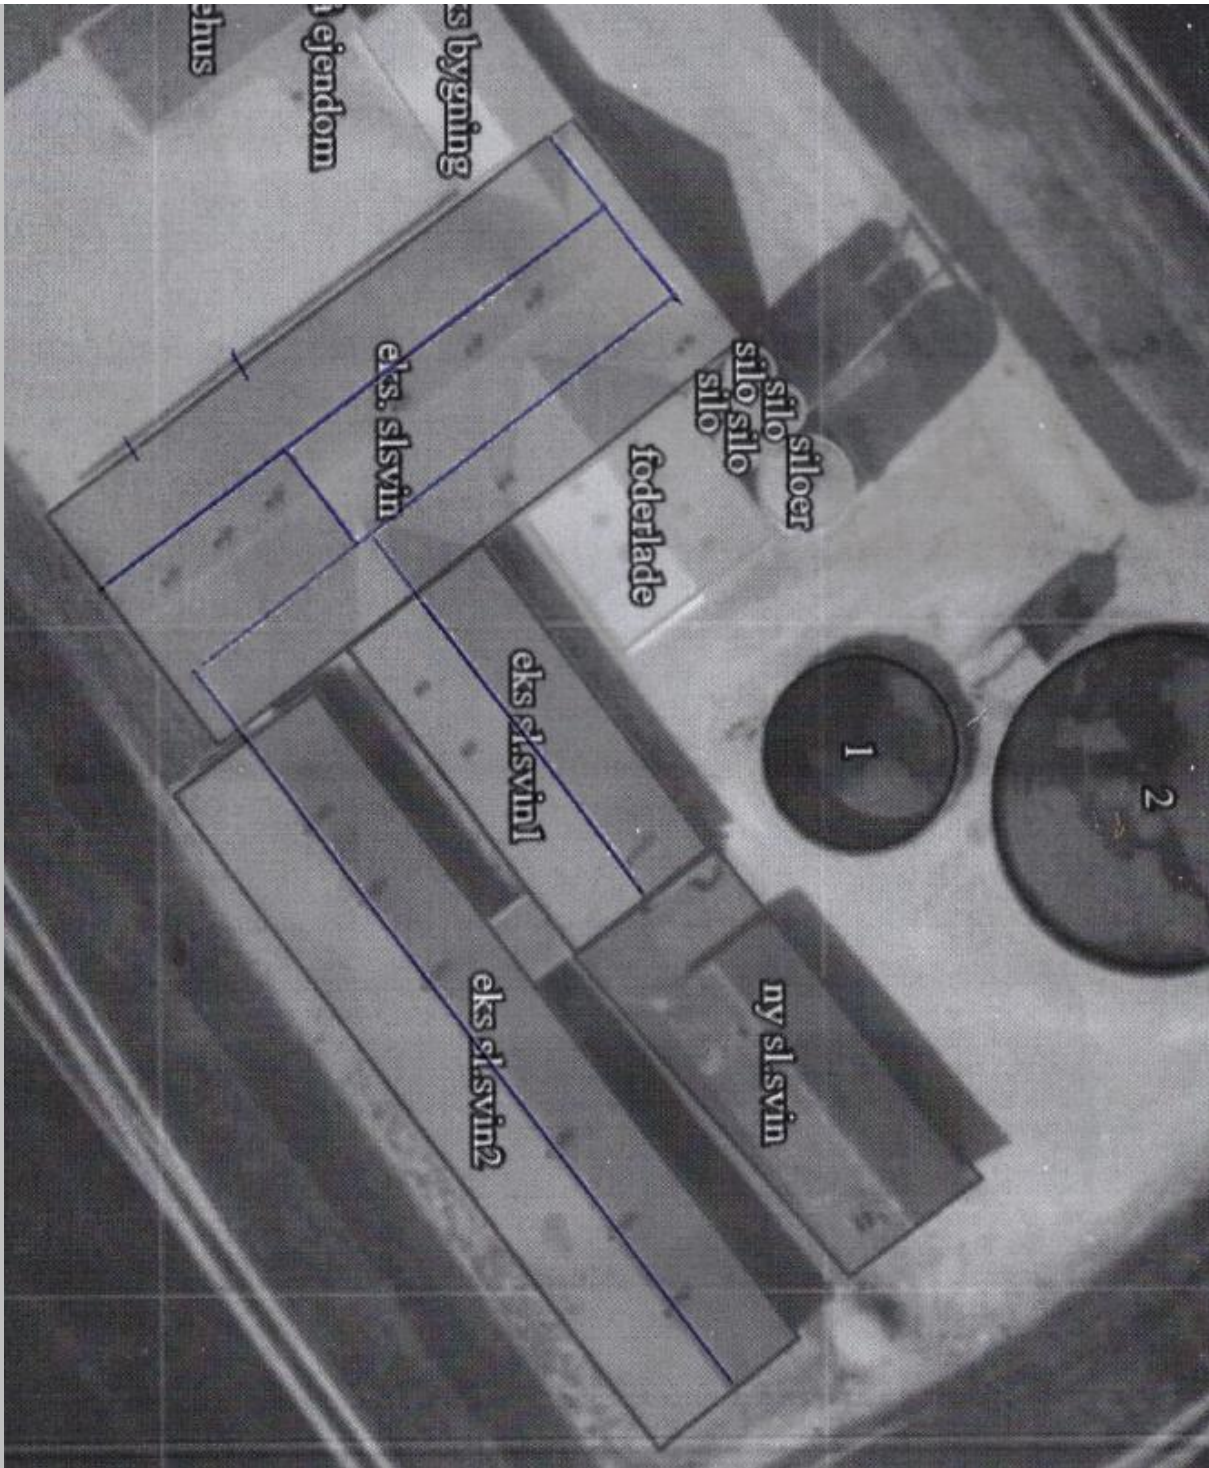 ehus
ejendom
s bygning
eks. slsvin
silo
silo
silo
silo
siloer
foderlade
eks sl.svin1
1
2
eks sl.svin2
ny sl.svin